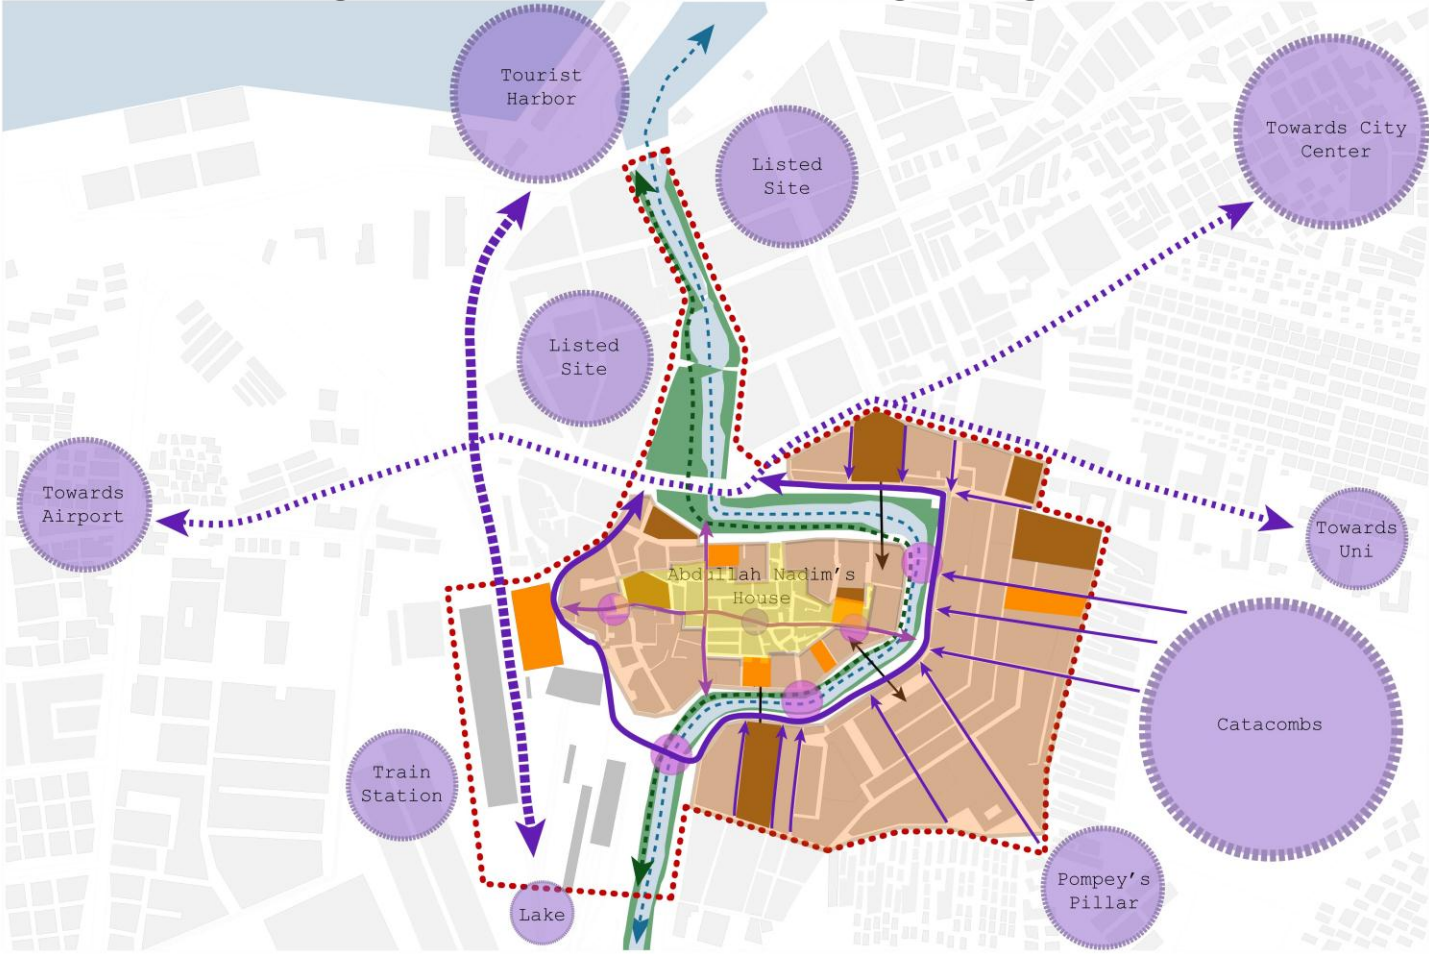 Tourist
Harbor
Towards City
Center
Listed
Site
Listed
Site
Towards
Airport
Towards
Uni
Abdullah Nadim's
House
Catacombs
Train
Station
Pompey's
Pillar
Lake